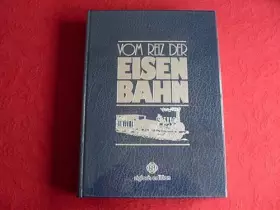 VOM REIZ DER
EISEN
BAHN